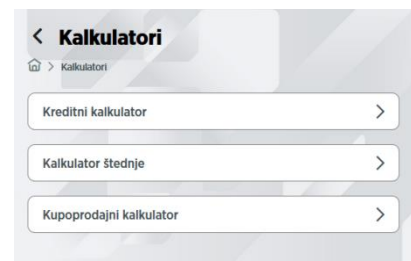 Kalkulatori
> Kalkulatori
Kreditni kalkulator
Kalkulator štednje
Kupoprodajni kalkulator